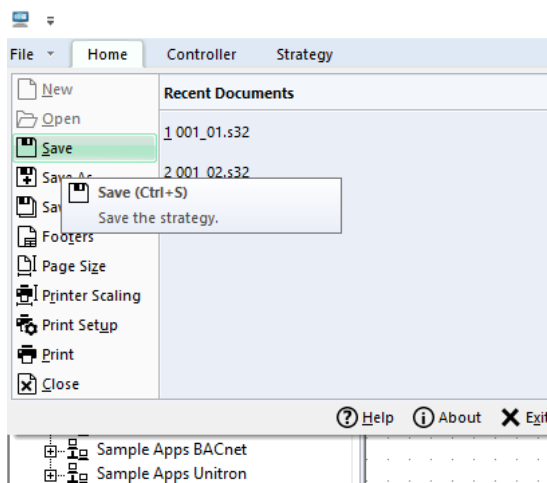 File Home Controller Strategy
New
Recent Documents
Open
1 001_01.s32
Save
2 001_02.s32
Save (Ctrl+S)
Save the strategy.
Footers
Page Size
Printer Scaling
Print Setup
Print
Close
Help About Exit
Sample Apps BACnet
Sample Apps Unitron